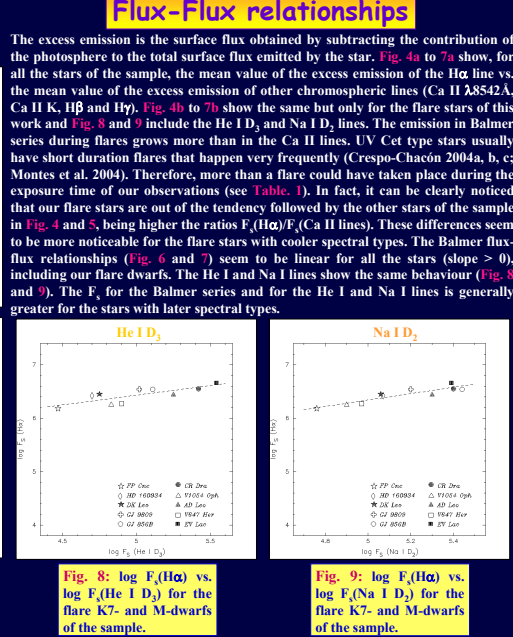 Flux-Flux relationships
The excess emission is the surface flux obtained by subtracting the contribution of
the photosphere to the total surface flux emitted by the star. Fig. 4a to 7a show, for
all the stars of the sample, the mean value of the excess emission of the Hα line vs.
the mean value of the excess emission of other chromospheric lines (Ca II λ8542Å,
Ca II K, Hβ and Hγ). Fig. 4b to 7b show the same but only for the flare stars of this
work and Fig. 8 and 9 include the He I D3 and Na I D2 lines. The emission in Balmer
series during flares grows more than in the Ca II lines. UV Cet type stars usually
have short duration flares that happen very frequently (Crespo-Chacón 2004a, b, c;
Montes et al. 2004). Therefore, more than a flare could have taken place during the
exposure time of our observations (see Table. 1). In fact, it can be clearly noticed
that our flare stars are out of the tendency followed by the other stars of the sample
in Fig. 4 and 5, being higher the ratios Fs(Hα)/Fs(Ca II lines). These differences seem
to be more noticeable for the flare stars with cooler spectral types. The Balmer flux-
flux relationships (Fig. 6 and 7) seem to be linear for all the stars (slope > 0),
including our flare dwarfs. The He I and Na I lines show the same behaviour (Fig. 8
and 9). The Fs for the Balmer series and for the He I and Na I lines is generally
greater for the stars with later spectral types.
He I D3
7
6
5
4
log Fs (Hα)
FP Cnc
HD 160934
DK Leo
GJ 9809
GJ 856B
CR Dra
V1054 Oph
AD Leo
V647 Her
EV Lac
4.5
5
5.5
log Fs (He I D3)
Na I D2
7
6
5
4
log Fs (Hα)
FP Cnc
HD 160934
DK Leo
GJ 9809
GJ 856B
CR Dra
V1054 Oph
AD Leo
V647 Her
EV Lac
4.8
5
5.2
5.4
log Fs (Na I D2)
Fig. 8: log Fs(Hα) vs.
log Fs(He I D3) for the
flare K7- and M-dwarfs
of the sample.
Fig. 9: log Fs(Hα) vs.
log Fs(Na I D2) for the
flare K7- and M-dwarfs
of the sample.